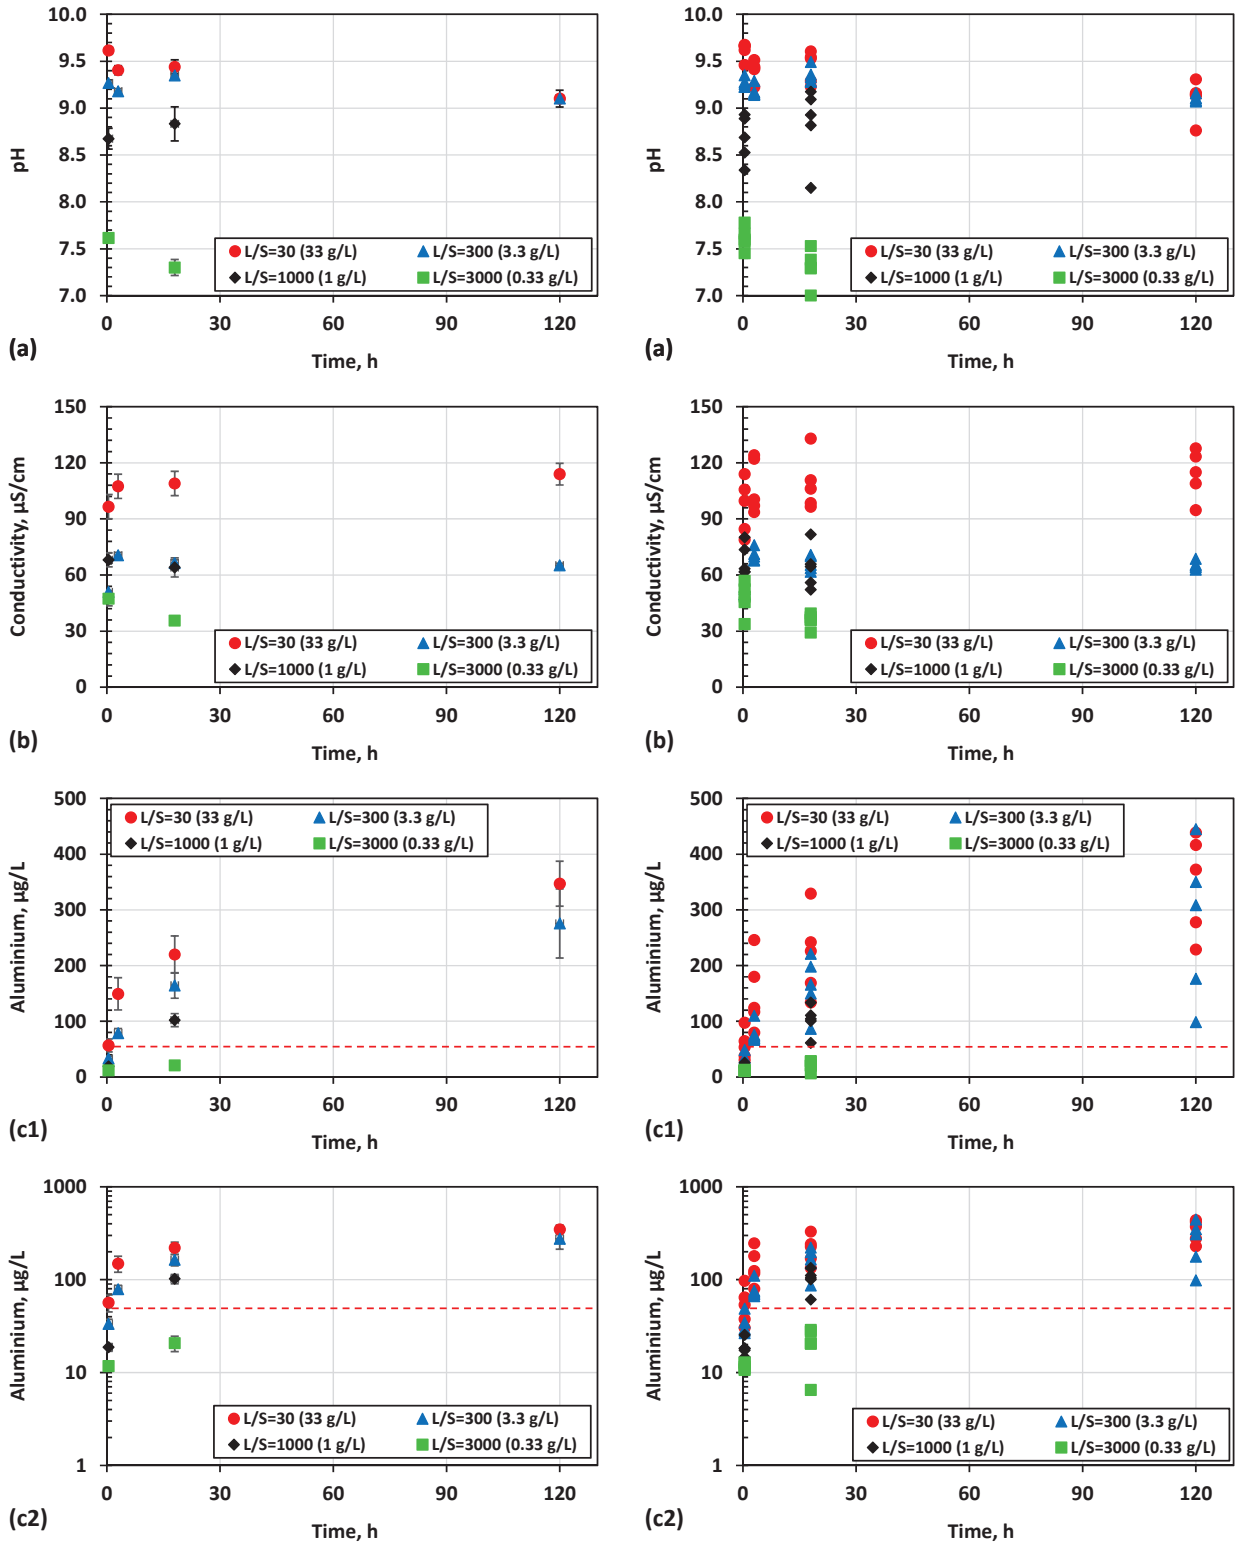 10.0
9.5
9.0
8.5
8.0
7.5
7.0
pH
L/S=30 (33 g/L)
L/S=300 (3.3 g/L)
L/S=1000 (1 g/L)
L/S=3000 (0.33 g/L)
0 30 60 90 120
(a)
Time, h
10.0
9.5
9.0
8.5
8.0
7.5
7.0
pH
L/S=30 (33 g/L)
L/S=300 (3.3 g/L)
L/S=1000 (1 g/L)
L/S=3000 (0.33 g/L)
0 30 60 90 120
(a)
Time, h
150
120
90
60
30
0
Conductivity, µS/cm
L/S=30 (33 g/L)
L/S=300 (3.3 g/L)
L/S=1000 (1 g/L)
L/S=3000 (0.33 g/L)
0 30 60 90 120
(b)
Time, h
150
120
90
60
30
0
Conductivity, µS/cm
L/S=30 (33 g/L)
L/S=300 (3.3 g/L)
L/S=1000 (1 g/L)
L/S=3000 (0.33 g/L)
0 30 60 90 120
(b)
Time, h
500
400
300
200
100
0
Aluminium, µg/L
L/S=30 (33 g/L)
L/S=300 (3.3 g/L)
L/S=1000 (1 g/L)
L/S=3000 (0.33 g/L)
0 30 60 90 120
(c1)
Time, h
500
400
300
200
100
0
Aluminium, µg/L
L/S=30 (33 g/L)
L/S=300 (3.3 g/L)
L/S=1000 (1 g/L)
L/S=3000 (0.33 g/L)
0 30 60 90 120
(c1)
Time, h
1000
100
10
1
Aluminium, µg/L
L/S=30 (33 g/L)
L/S=300 (3.3 g/L)
L/S=1000 (1 g/L)
L/S=3000 (0.33 g/L)
0 30 60 90 120
(c2)
Time, h
1000
100
10
1
Aluminium, µg/L
L/S=30 (33 g/L)
L/S=300 (3.3 g/L)
L/S=1000 (1 g/L)
L/S=3000 (0.33 g/L)
0 30 60 90 120
(c2)
Time, h